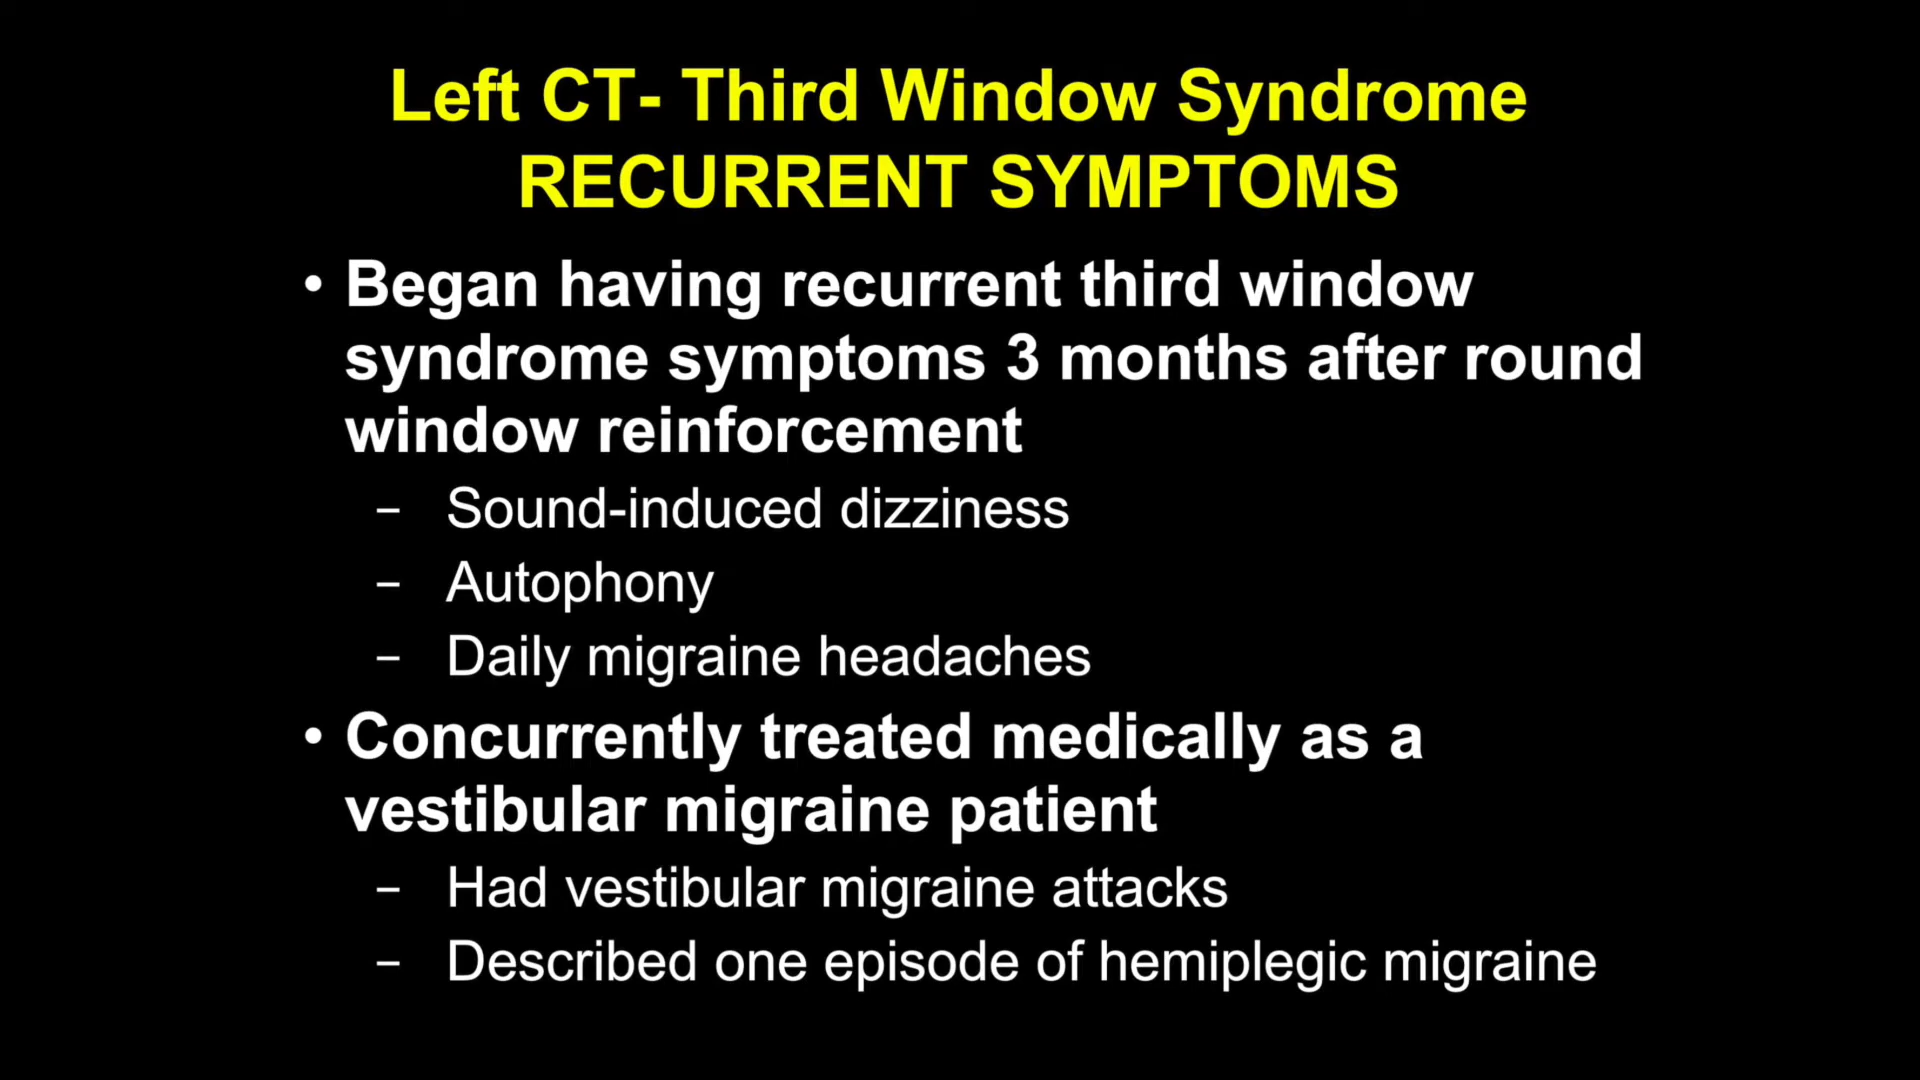 Left CT- Third Window Syndrome
RECURRENT SYMPTOMS
• Began having recurrent third window
syndrome symptoms 3 months after round
window reinforcement
– Sound-induced dizziness
– Autophony
– Daily migraine headaches
• Concurrently treated medically as a
vestibular migraine patient
– Had vestibular migraine attacks
– Described one episode of hemiplegic migraine